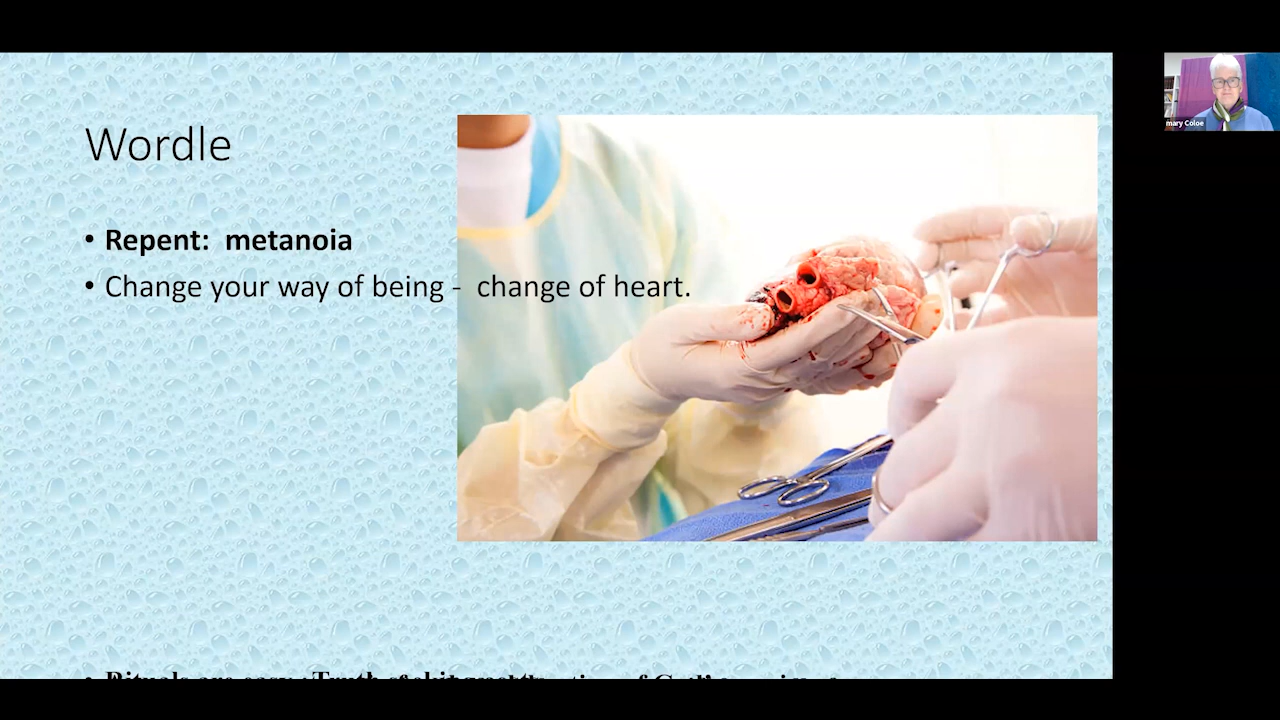 Wordle
• Repent: metanoia
• Change your way of being - change of heart.
mary Coloe